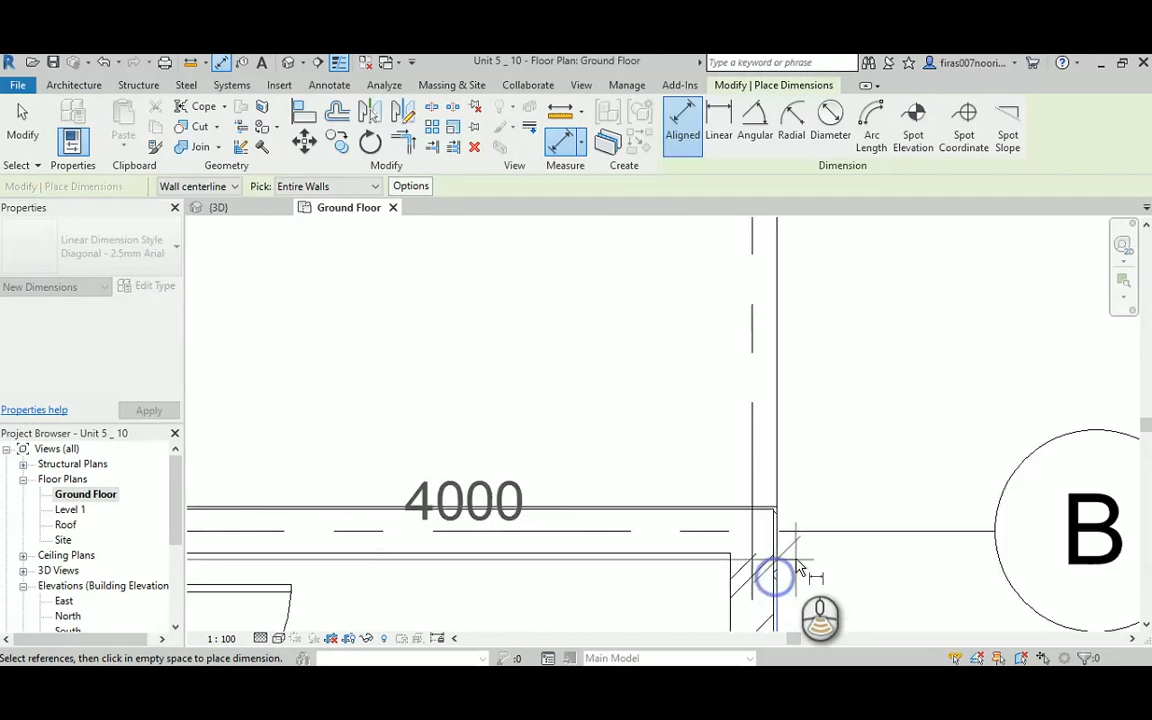 Unit 5 _ 10 - Floor Plan: Ground Floor
Type a keyword or phrase
firas007noori...
File
Architecture
Structure
Steel
Systems
Insert
Annotate
Analyze
Massing & Site
Collaborate
View
Manage
Add-Ins
Modify | Place Dimensions
Modify
Paste
Cope
Cut
Join
Aligned
Linear
Angular
Radial
Diameter
Arc
Length
Spot
Elevation
Spot
Coordinate
Spot
Slope
Select
Properties
Clipboard
Geometry
Modify
View
Measure
Create
Dimension
Modify | Place Dimensions
Wall centerline
Pick:
Entire Walls
Options
Properties
{3D}
Ground Floor
Linear Dimension Style
Diagonal - 2.5mm Arial
New Dimensions
Edit Type
Properties help
Apply
Project Browser - Unit 5 _ 10
Views (all)
Structural Plans
Floor Plans
Ground Floor
Level 1
Roof
Site
Ceiling Plans
3D Views
Elevations (Building Elevation
East
North
South
4000
B
2D
1 : 100
Select references, then click in empty space to place dimension.
:0
Main Model
:0